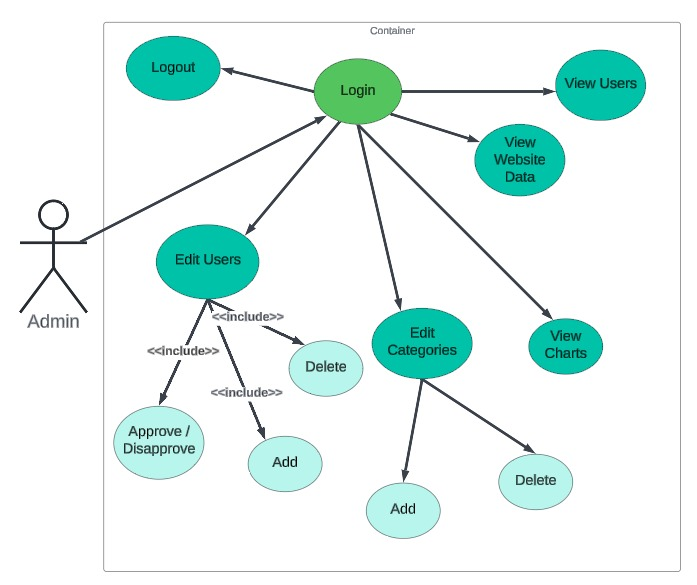 Container
Logout
Login
View Users
View
Website
Data
Admin
Edit Users
<<include>>
<<include>>
<<include>>
Edit
Categories
View
Charts
Delete
Approve /
Disapprove
Add
Delete
Add